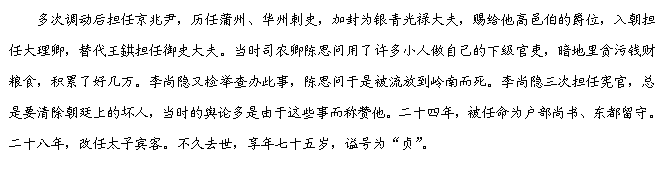 多次调动后担任京兆尹，历任蒲州、华州刺史，加封为银青光禄大夫，赐给他高邑伯的爵位，入朝担
任大理卿，替代王鉷担任御史大夫。当时司农卿陈思问用了许多小人做自己的下级官吏，暗地里贪污钱财
粮食，积累了好几万。李尚隐又检举查办此事，陈思问于是被流放到岭南而死。李尚隐三次担任宪官，总
是要清除朝廷上的坏人，当时的舆论多是由于这些事而称赞他。二十四年，被任命为户部尚书、东都留守。
二十八年，改任太子宾客。不久去世，享年七十五岁，谥号为“贞”。